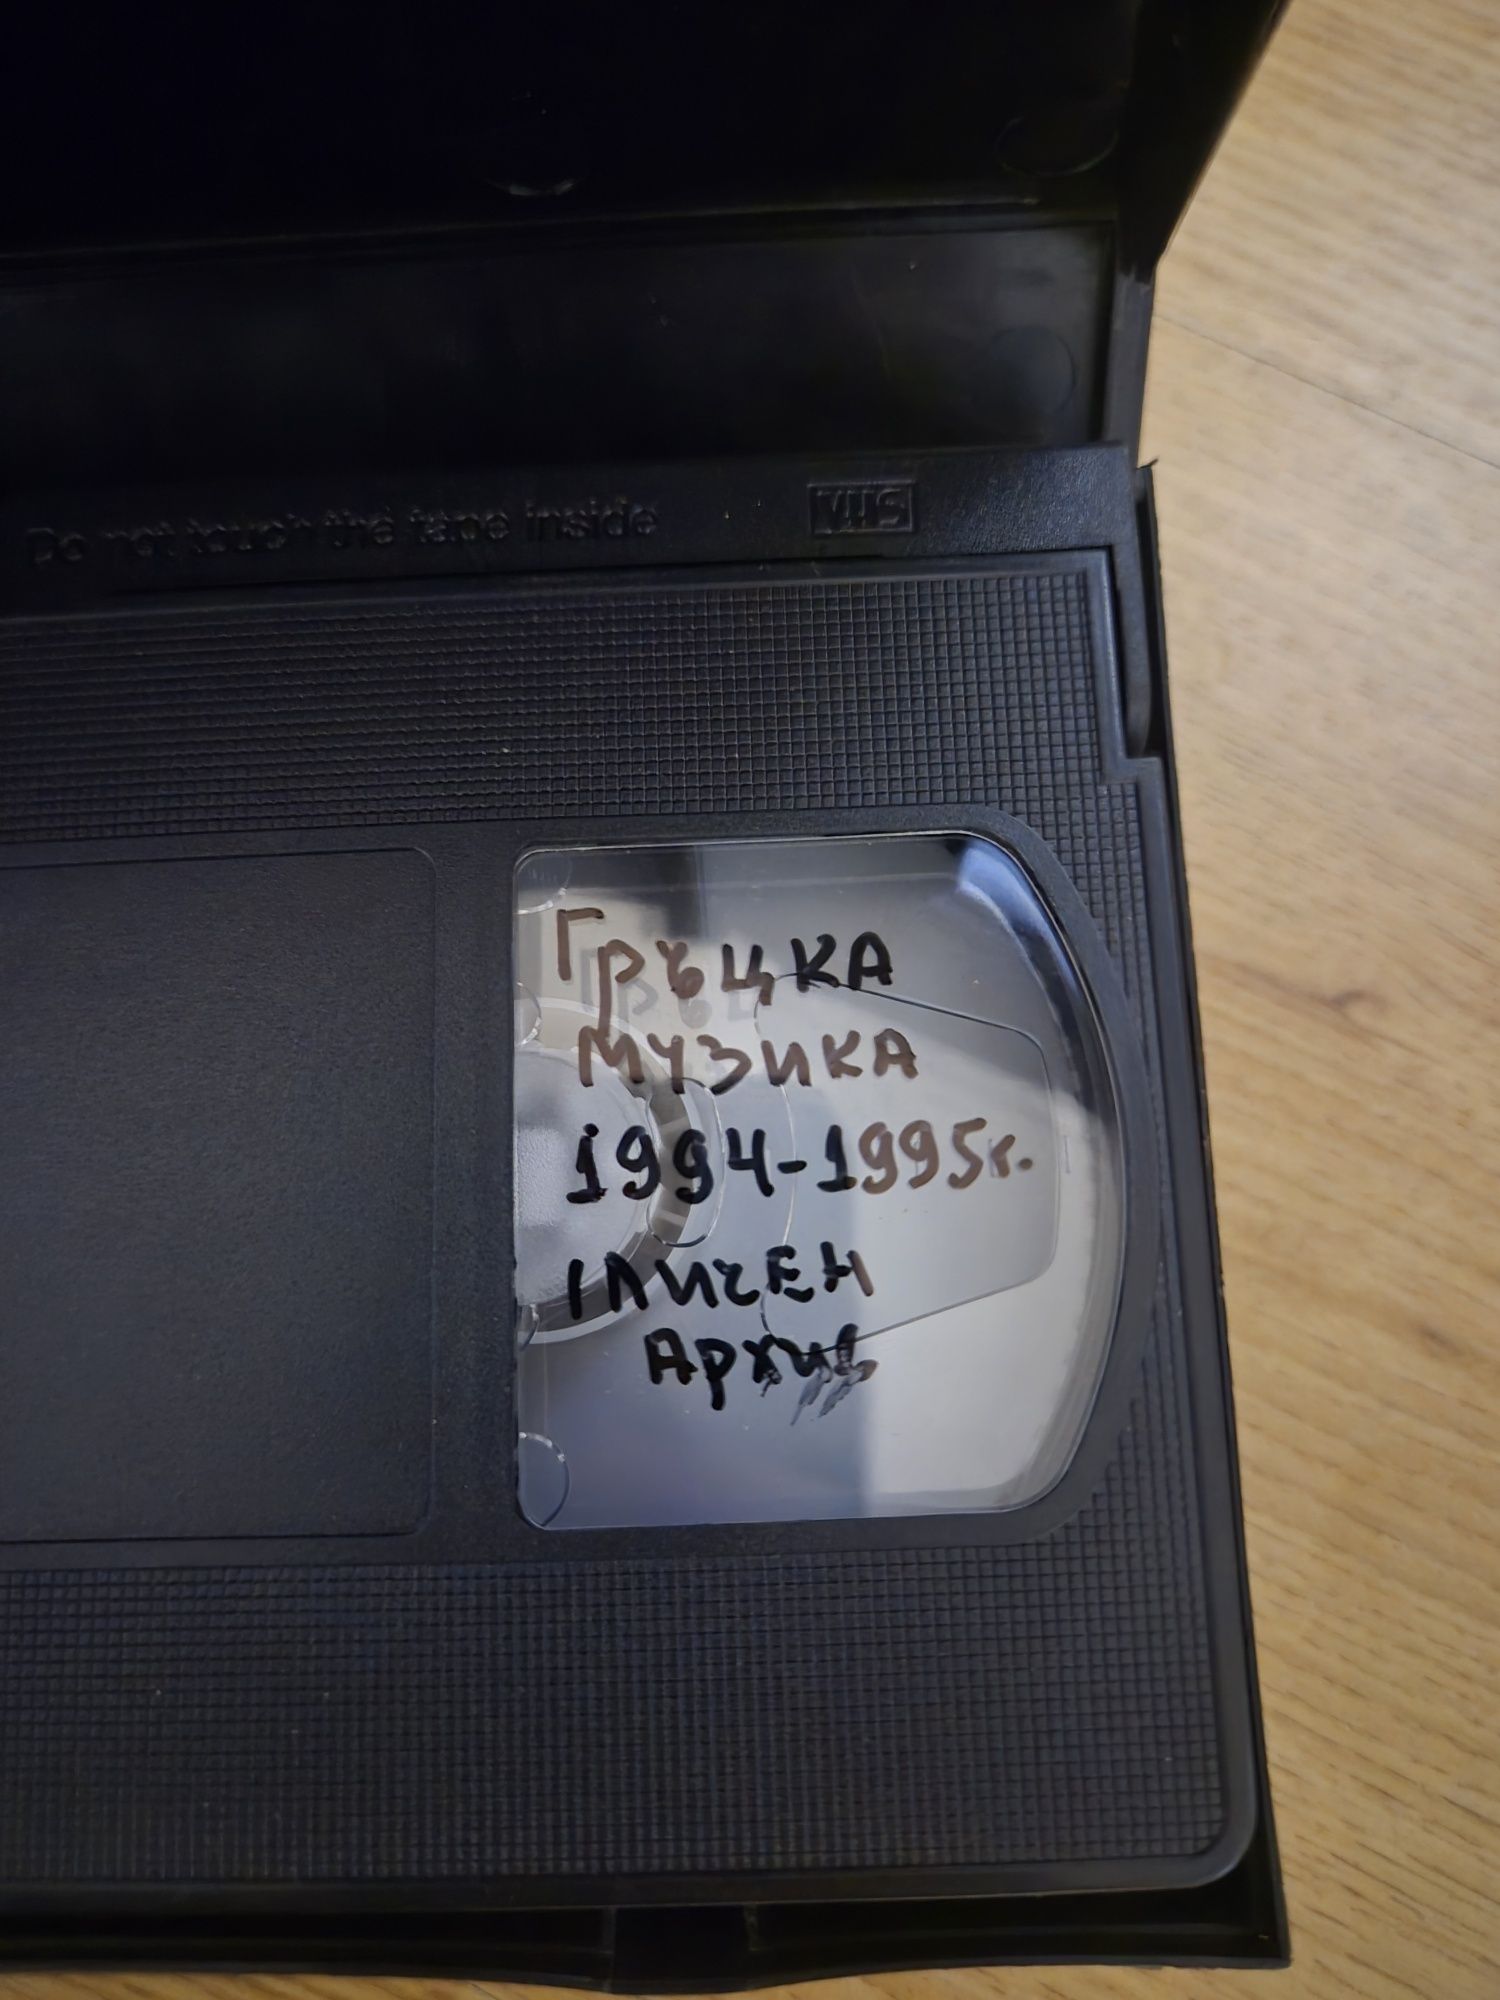 Do not touch the tape inside VHS
Гръцка
музика
1994-1995г.
Личен
Архив